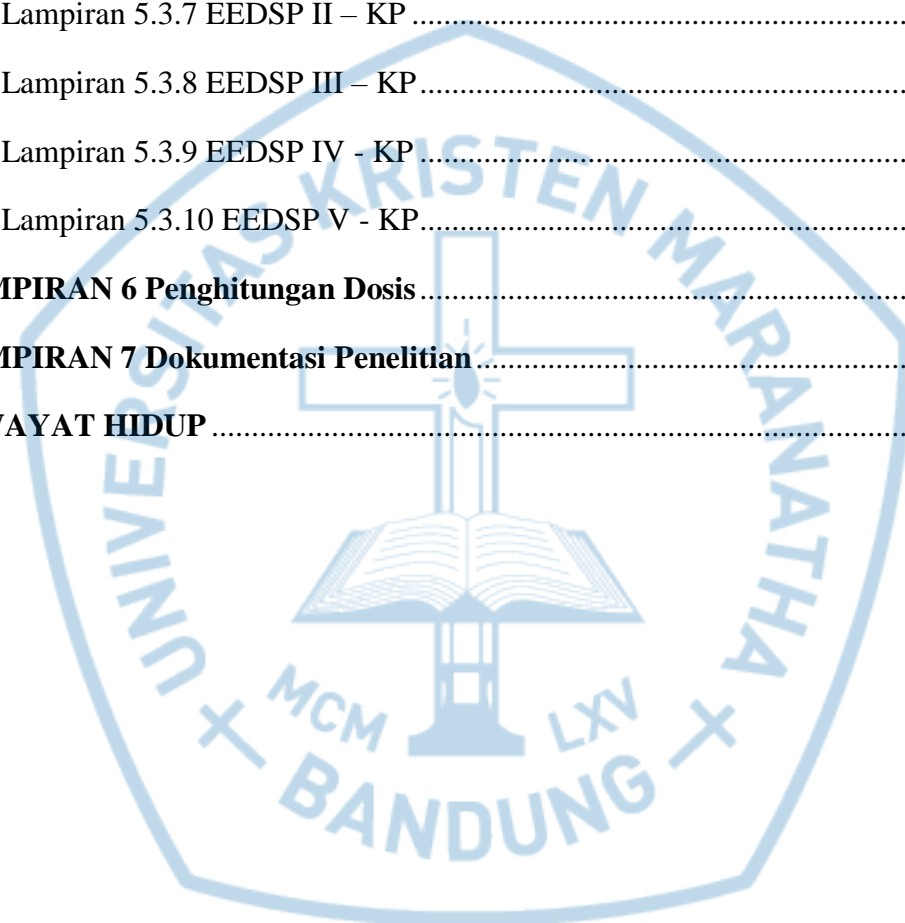 Lampiran 5.3.7 EEDSP II – KP ................................................................
Lampiran 5.3.8 EEDSP III – KP ................................................................
Lampiran 5.3.9 EEDSP IV - KP ................................................................
Lampiran 5.3.10 EEDSP V - KP ................................................................
MPIRAN 6 Penghitungan Dosis ................................................................
MPIRAN 7 Dokumentasi Penelitian ................................................................
WAYAT HIDUP ................................................................
UNIVERSITAS KRISTEN MARANATHA
MCM LXV
BANDUNG